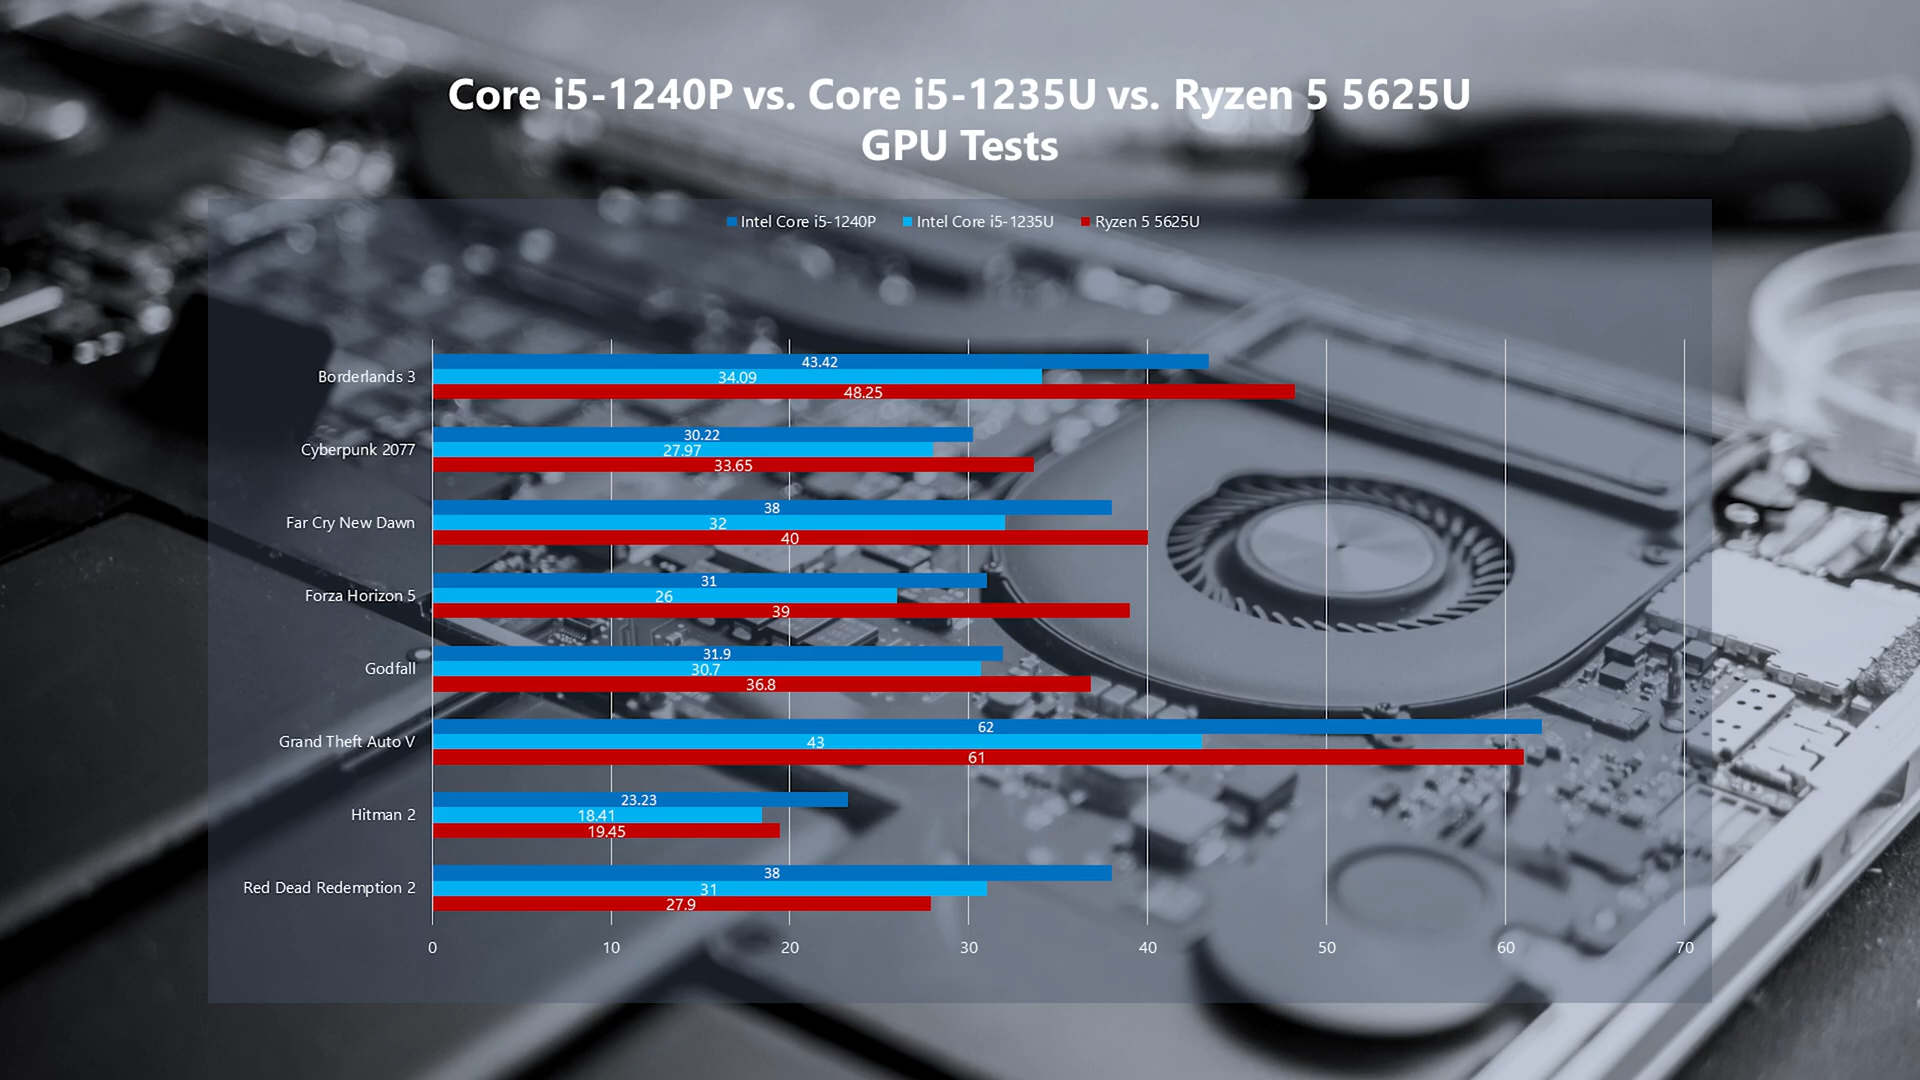 Core i5-1240P vs. Core i5-1235U vs. Ryzen 5 5625U
GPU Tests
Intel Core i5-1240P Intel Core i5-1235U Ryzen 5 5625U
Borderlands 3
43.42
34.09
48.25
Cyberpunk 2077
30.22
27.97
33.65
Far Cry New Dawn
38
32
40
Forza Horizon 5
31
26
39
Godfall
31.9
30.7
36.8
Grand Theft Auto V
62
43
61
Hitman 2
23.23
18.41
19.45
Red Dead Redemption 2
38
31
27.9
0 10 20 30 40 50 60 70